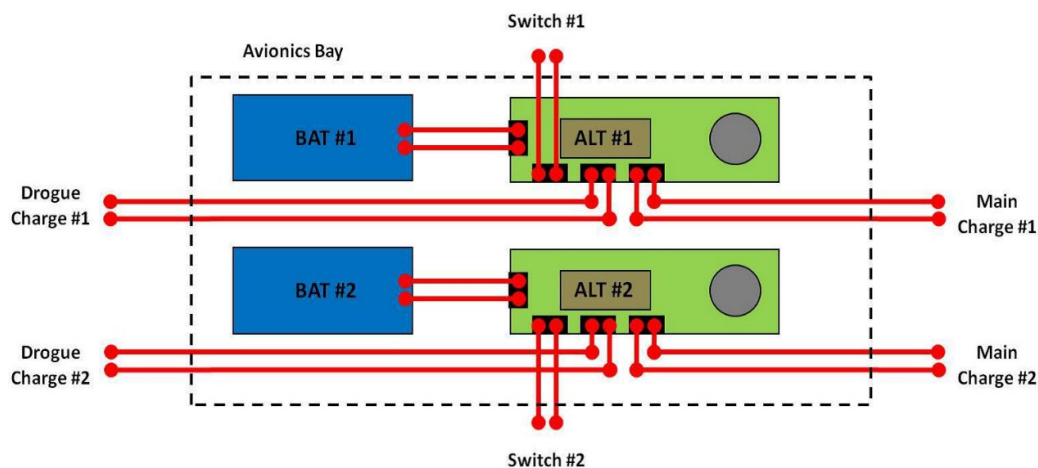 Switch #1
Avionics Bay
BAT #1
ALT #1
Drogue
Charge #1
Main
Charge #1
BAT #2
ALT #2
Drogue
Charge #2
Main
Charge #2
Switch #2